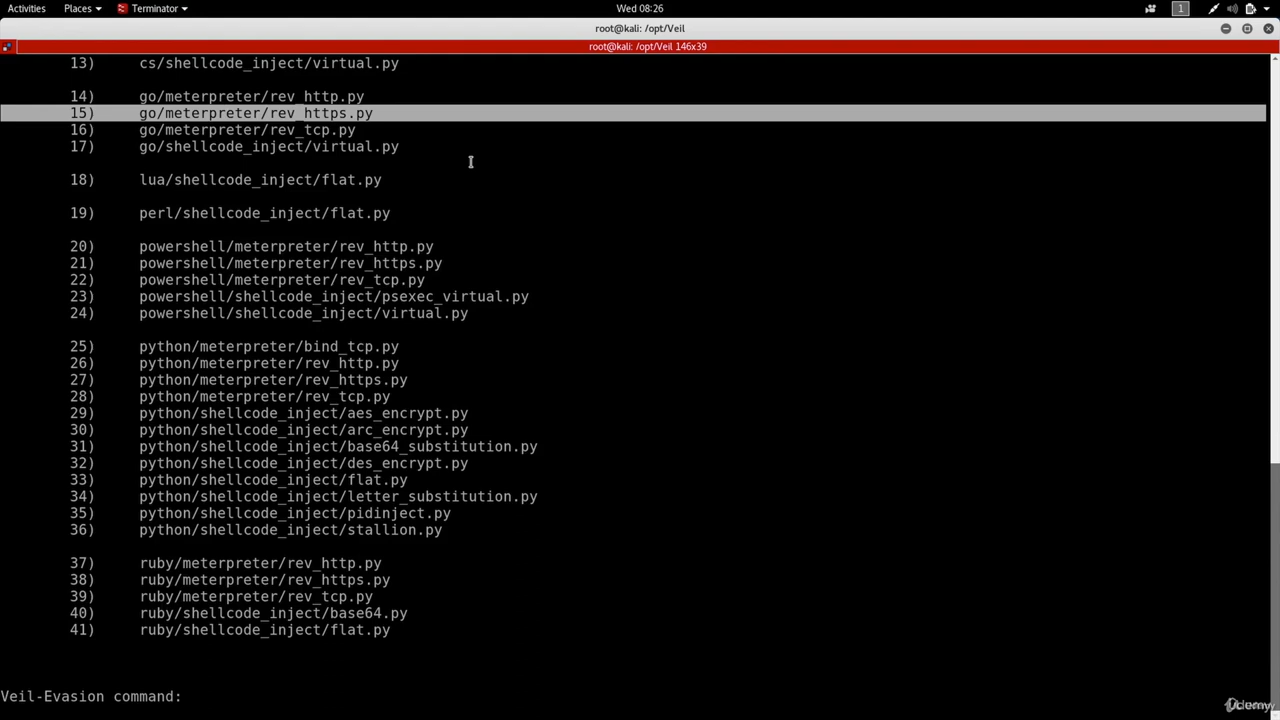 Activities Places Terminator Wed 08:26 1
root@kali: /opt/Veil
root@kali: /opt/Veil 146x39
13) cs/shellcode_inject/virtual.py
14) go/meterpreter/rev_http.py
15) go/meterpreter/rev_https.py
16) go/meterpreter/rev_tcp.py
17) go/shellcode_inject/virtual.py
18) lua/shellcode_inject/flat.py
19) perl/shellcode_inject/flat.py
20) powershell/meterpreter/rev_http.py
21) powershell/meterpreter/rev_https.py
22) powershell/meterpreter/rev_tcp.py
23) powershell/shellcode_inject/psexec_virtual.py
24) powershell/shellcode_inject/virtual.py
25) python/meterpreter/bind_tcp.py
26) python/meterpreter/rev_http.py
27) python/meterpreter/rev_https.py
28) python/meterpreter/rev_tcp.py
29) python/shellcode_inject/aes_encrypt.py
30) python/shellcode_inject/arc_encrypt.py
31) python/shellcode_inject/base64_substitution.py
32) python/shellcode_inject/des_encrypt.py
33) python/shellcode_inject/flat.py
34) python/shellcode_inject/letter_substitution.py
35) python/shellcode_inject/pidinject.py
36) python/shellcode_inject/stallion.py
37) ruby/meterpreter/rev_http.py
38) ruby/meterpreter/rev_https.py
39) ruby/meterpreter/rev_tcp.py
40) ruby/shellcode_inject/base64.py
41) ruby/shellcode_inject/flat.py
Veil-Evasion command:
Udemy